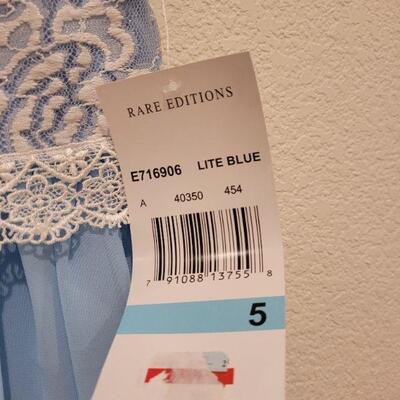 RARE EDITIONS
E716906 LITE BLUE
A 40350 454
7 91088 13755 8
5